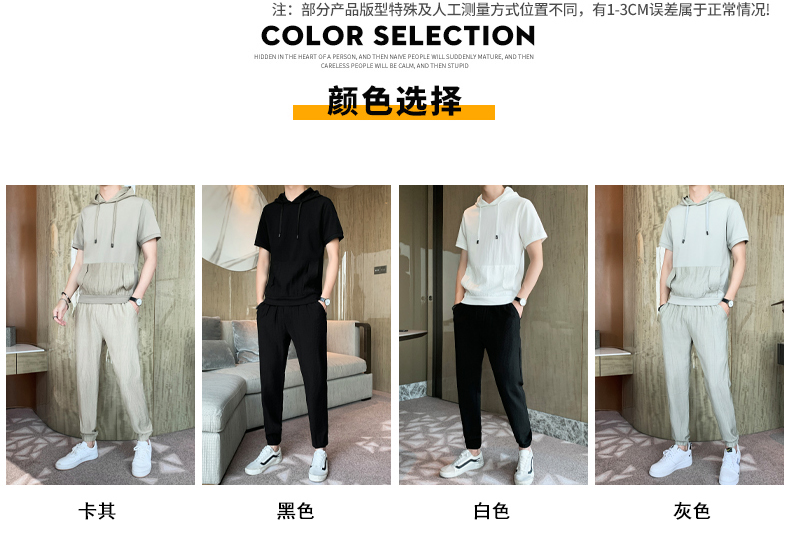 注：部分产品版型特殊及人工测量方式位置不同，有1-3CM误差属于正常情况!
COLOR SELECTION
HIDDEN IN THE HEART OF A PERSON, AND THEN NAIVE PEOPLE WILL.SUDDENLY MATURE, AND THEN
CARELESS PEOPLE WILL BE CALM, AND THEN STUPID
颜色选择
卡其
黑色
白色
灰色